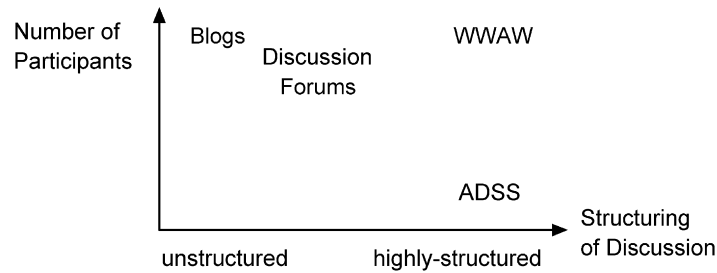 Number of
Participants
Blogs
Discussion
Forums
WWAW
ADSS
Structuring
of Discussion
unstructured
highly-structured